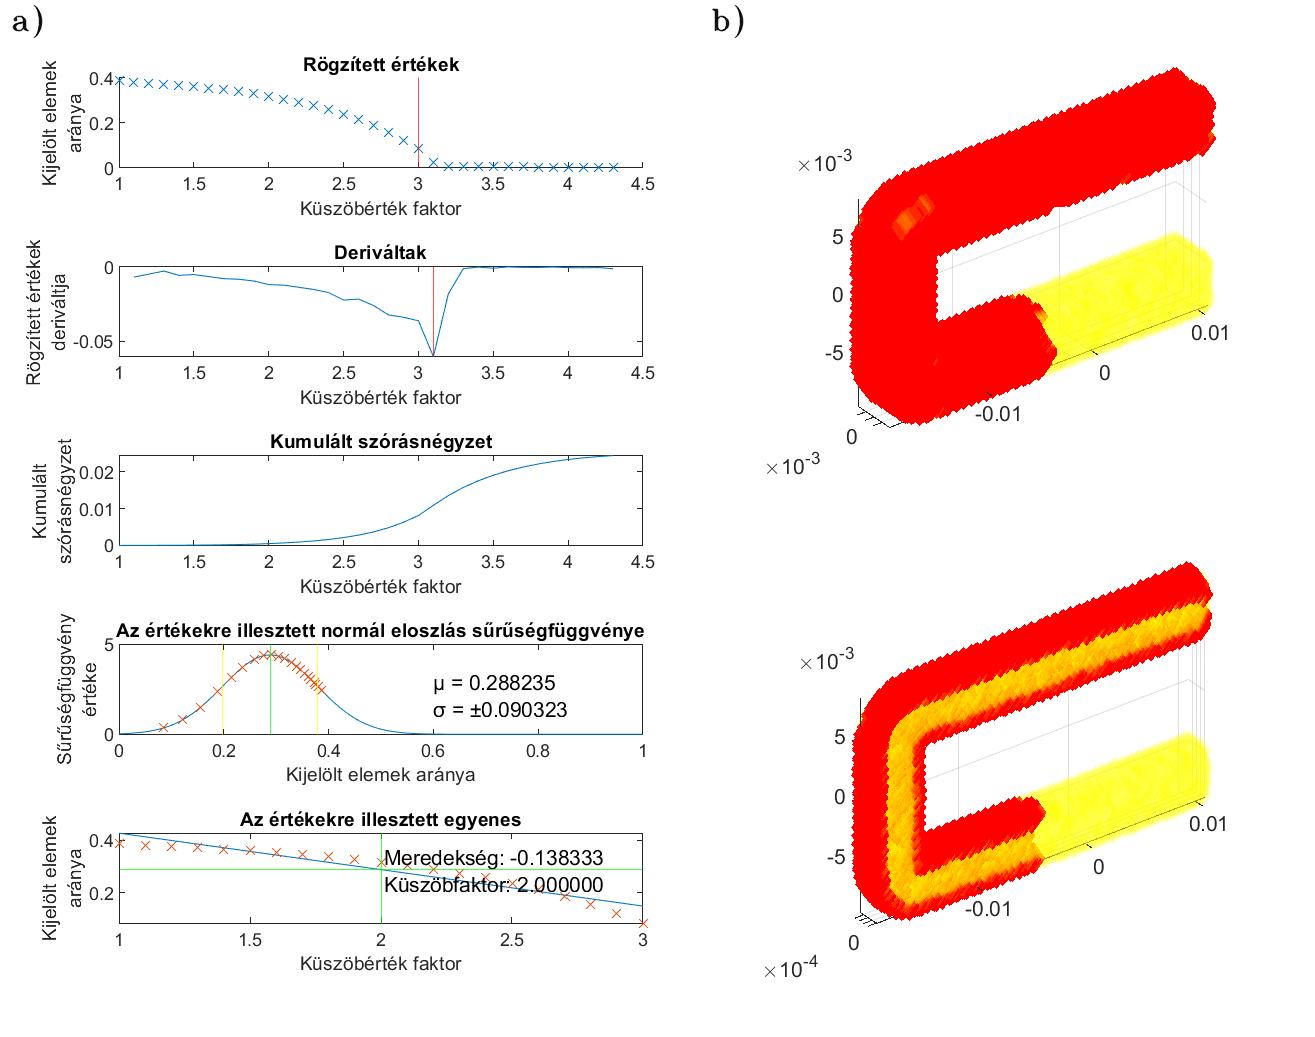 a)
Rögzített értékek
Kijelölt elemek
aránya
0.4
0.2
0
1 1.5 2 2.5 3 3.5 4 4.5
Küszöbérték faktor
Deriváltak
Rögzített értékek
deriváltja
0
-0.05
1 1.5 2 2.5 3 3.5 4 4.5
Küszöbérték faktor
Kumulált szórásnégyzet
Kumulált
szórásnégyzet
0.02
0.01
0
1 1.5 2 2.5 3 3.5 4 4.5
Küszöbérték faktor
Az értékekre illesztett normál eloszlás sűrűségfüggvénye
Sűrűségfüggvény
értéke
5
0
μ = 0.288235
σ = ±0.090323
0 0.2 0.4 0.6 0.8 1
Kijelölt elemek aránya
Az értékekre illesztett egyenes
Kijelölt elemek
aránya
0.4
0.2
Meredekség: -0.138333
Küszöbfaktor: 2.000000
1 1.5 2 2.5 3
Küszöbérték faktor
b)
×10-3
5
0
-5
0.01
0
-0.01
0
×10-3
×10-3
5
0
-5
0.01
0
-0.01
0
×10-4